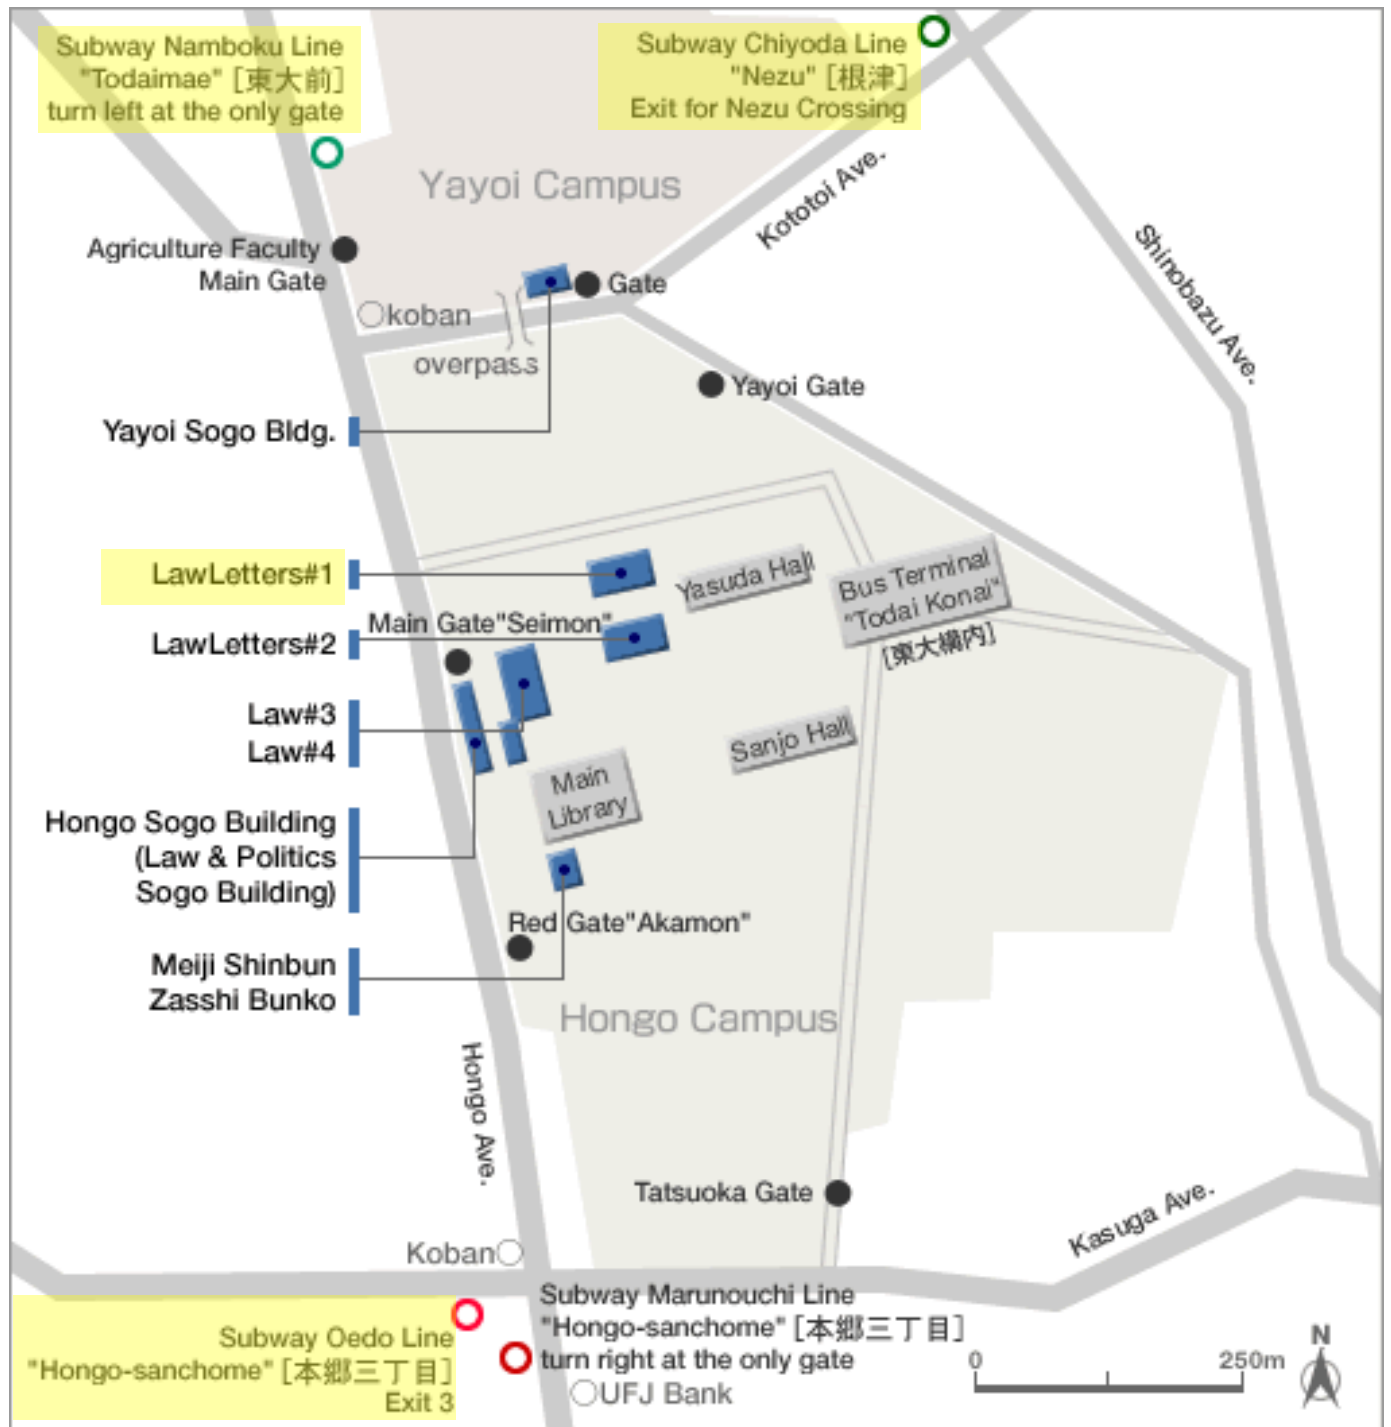 Subway Namboku Line
"Todaimae" [東大前]
turn left at the only gate
Subway Chiyoda Line
"Nezu" [根津]
Exit for Nezu Crossing
Yayoi Campus
Kototoi Ave.
Shinobazu Ave.
Agriculture Faculty
Main Gate
Gate
koban
overpass
Yayoi Gate
Yayoi Sogo Bldg.
LawLetters#1
Yasuda Hall
Bus Terminal
"Todai Konai"
[東大構内]
Main Gate"Seimon"
LawLetters#2
Law#3
Law#4
Sanjo Hall
Main
Library
Hongo Sogo Building
(Law & Politics
Sogo Building)
Red Gate"Akamon"
Meiji Shinbun
Zasshi Bunko
Hongo Campus
Hongo Ave.
Tatsuoka Gate
Kasuga Ave.
Koban
Subway Oedo Line
"Hongo-sanchome" [本郷三丁目]
Exit 3
Subway Marunouchi Line
"Hongo-sanchome" [本郷三丁目]
turn right at the only gate
UFJ Bank
0 250m
N